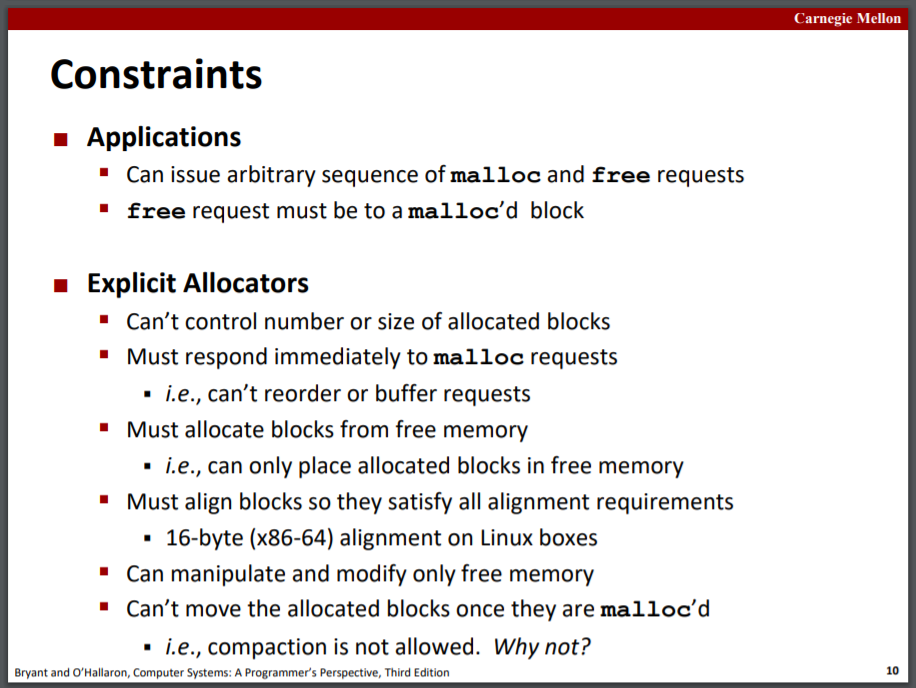 Carnegie Mellon
Constraints
■ Applications
▪ Can issue arbitrary sequence of malloc and free requests
▪ free request must be to a malloc’d block
■ Explicit Allocators
▪ Can’t control number or size of allocated blocks
▪ Must respond immediately to malloc requests
▪ i.e., can’t reorder or buffer requests
▪ Must allocate blocks from free memory
▪ i.e., can only place allocated blocks in free memory
▪ Must align blocks so they satisfy all alignment requirements
▪ 16-byte (x86-64) alignment on Linux boxes
▪ Can manipulate and modify only free memory
▪ Can’t move the allocated blocks once they are malloc’d
▪ i.e., compaction is not allowed. Why not?
Bryant and O’Hallaron, Computer Systems: A Programmer’s Perspective, Third Edition
10